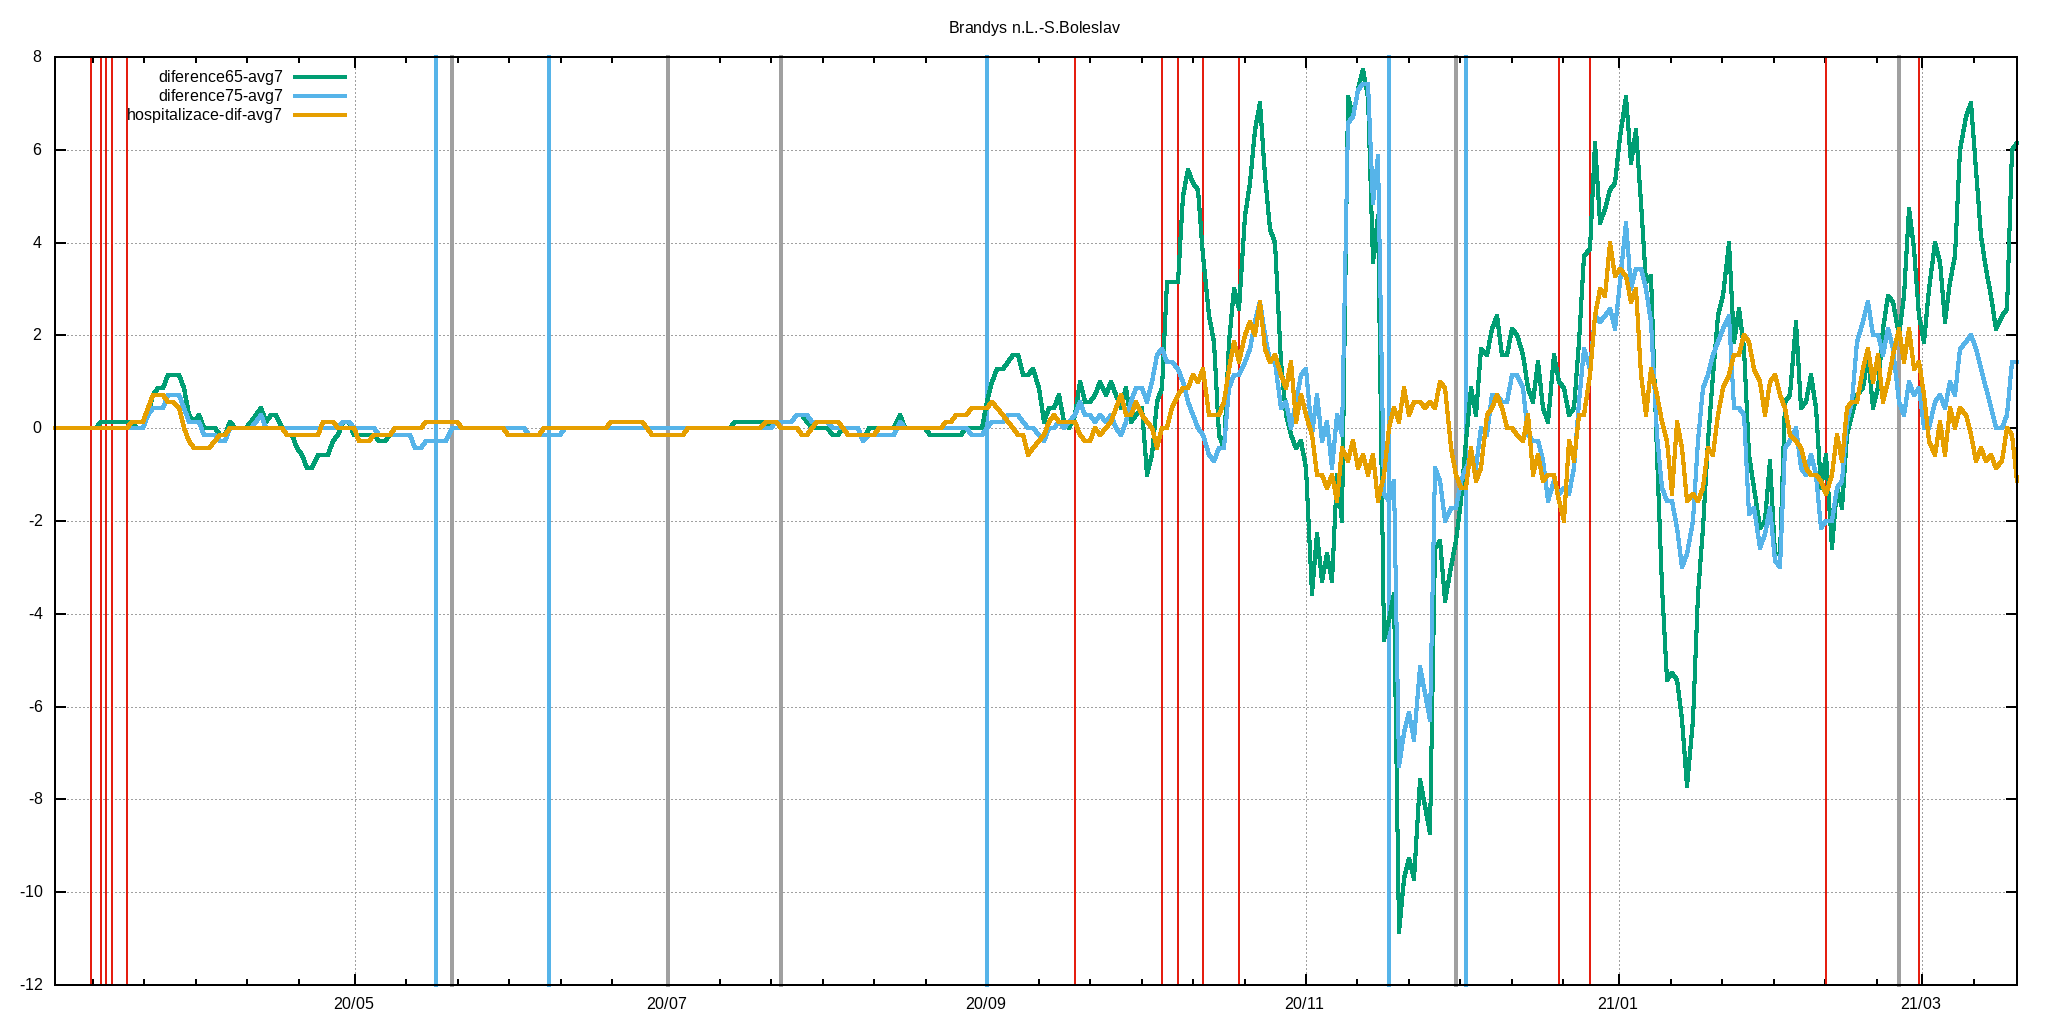 Brandys n.L.-S.Boleslav
diference65-avg7
diference75-avg7
hospitalizace-dif-avg7
8
6
4
2
0
-2
-4
-6
-8
-10
-12
20/05 20/07 20/09 20/11 21/01 21/03